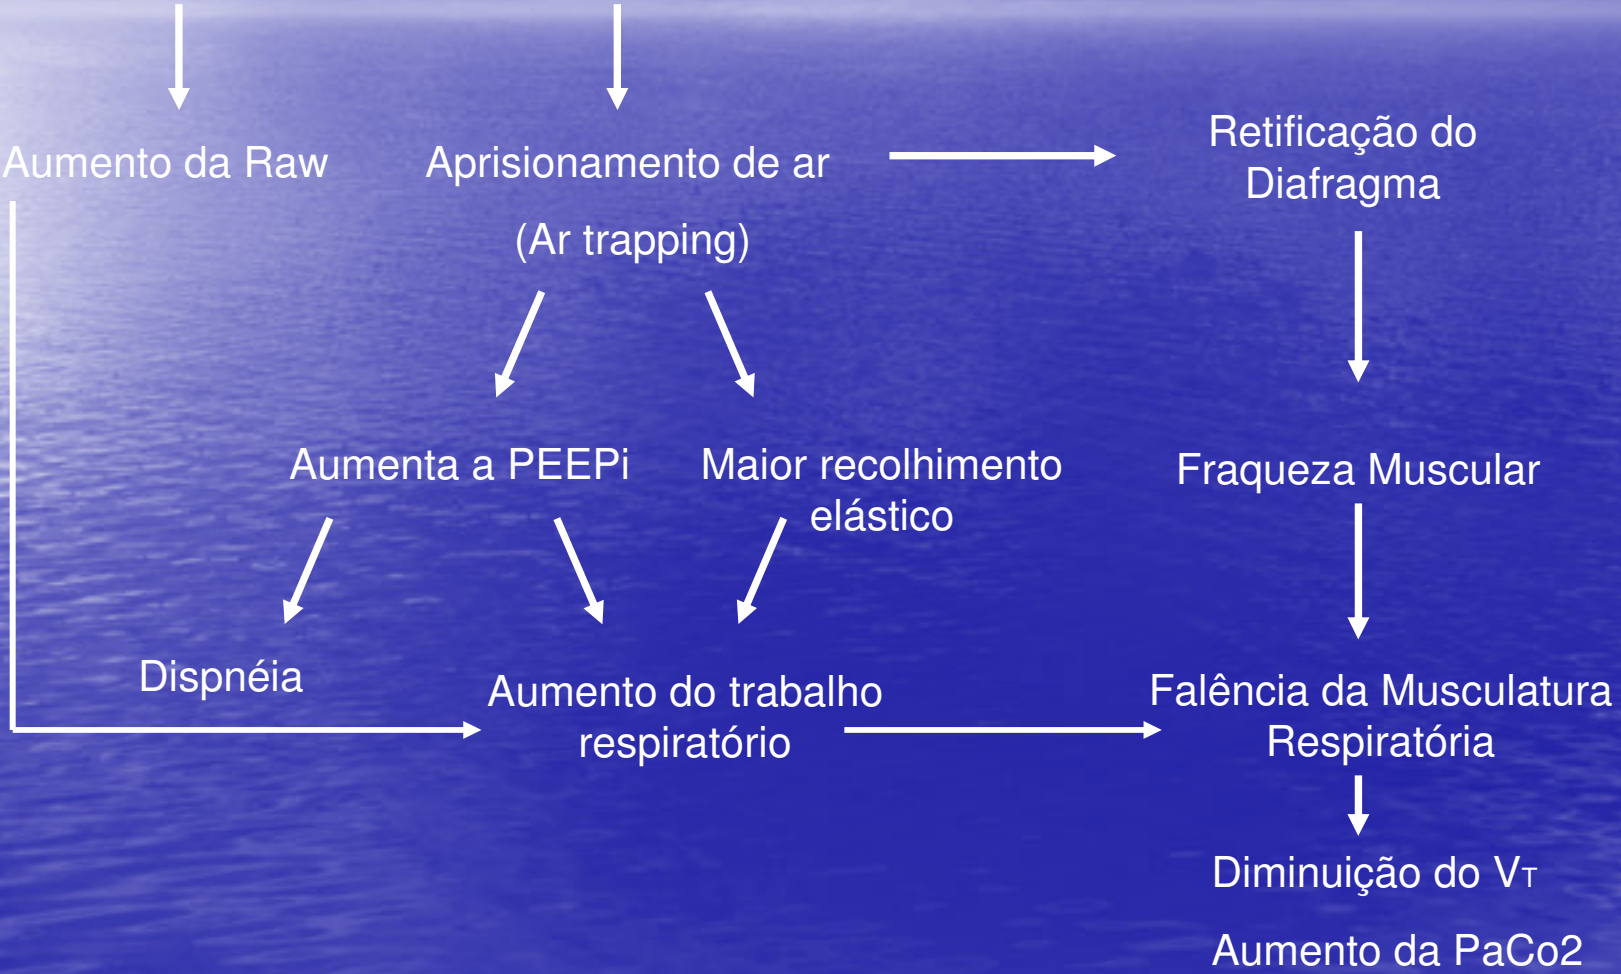 Aumento da Raw
Aprisionamento de ar
(Ar trapping)
Retificação do
Diafragma
Aumenta a PEEPi
Maior recolhimento
elástico
Fraqueza Muscular
Dispnéia
Aumento do trabalho
respiratório
Falência da Musculatura
Respiratória
Diminuição do VT
Aumento da PaCo2